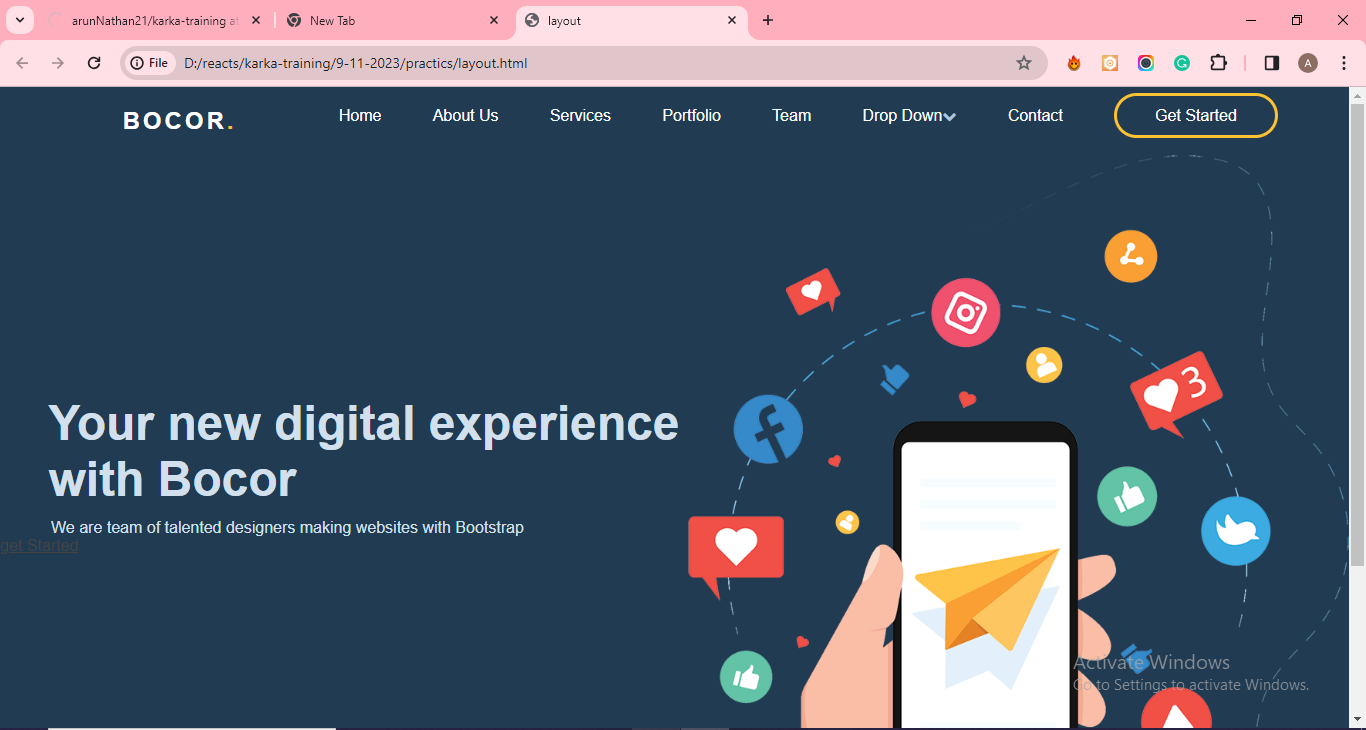 arunNathan21/karka-training at
New Tab
layout
File
D:/reacts/karka-training/9-11-2023/practics/layout.html
A
BOCOR.
Home
About Us
Services
Portfolio
Team
Drop Down
Contact
Get Started
3
Your new digital experience
with Bocor
We are team of talented designers making websites with Bootstrap
get Started
Activate Windows
Go to Settings to activate Windows.